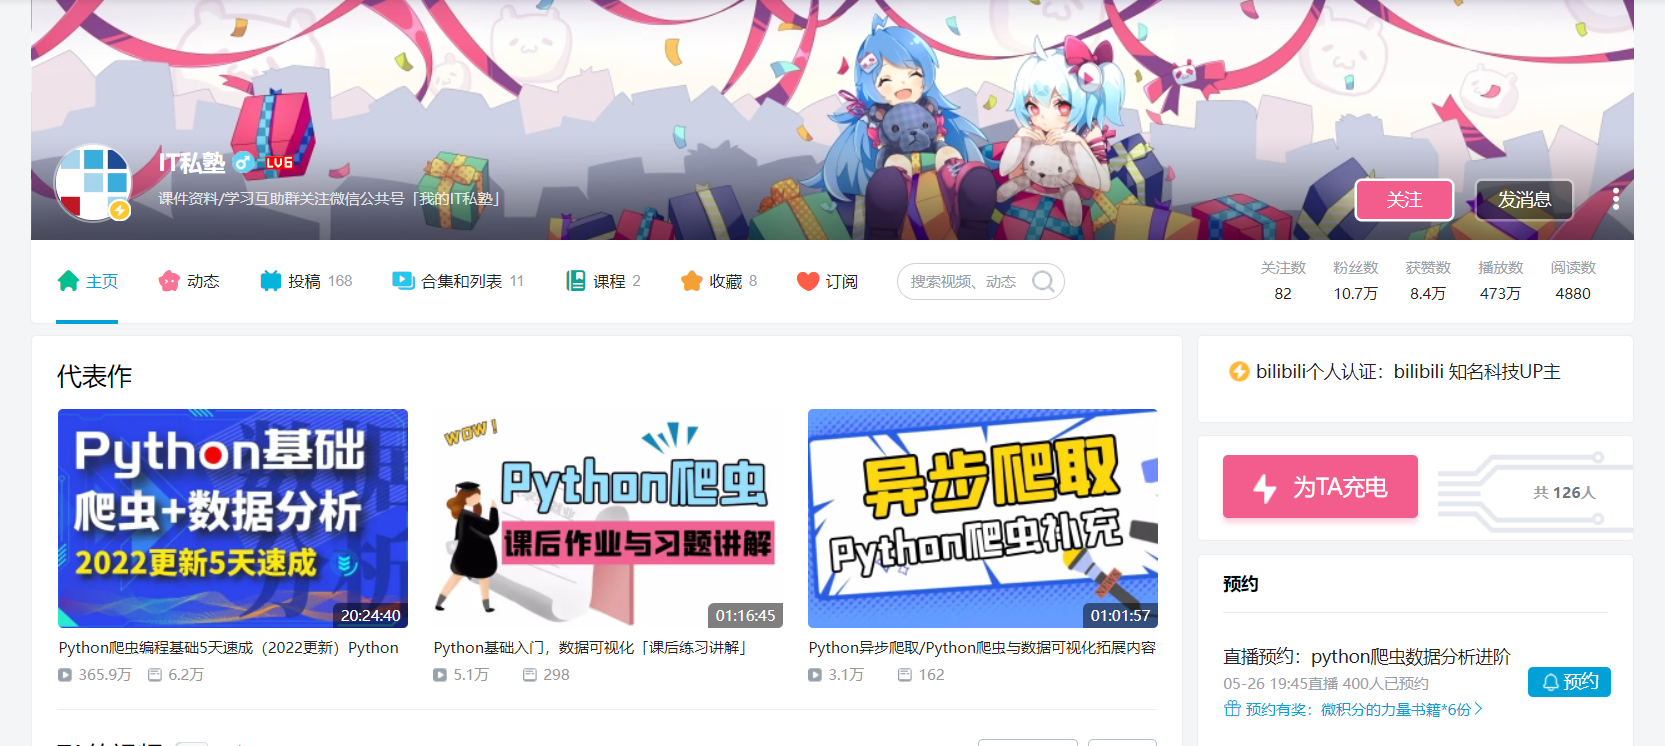 IT私塾 LV6
课件资料/学习互助群关注微信公共号「我的IT私塾」
关注
发消息
主页
动态
投稿 168
合集和列表 11
课程 2
收藏 8
订阅
搜索视频、动态
关注数 粉丝数 获赞数 播放数 阅读数
82 10.7万 8.4万 473万 4880
代表作
Python基础
爬虫+数据分析
2022更新5天速成
20:24:40
Python爬虫编程基础5天速成（2022更新）Python
365.9万 6.2万
WOW!
Python爬虫
课后作业与习题讲解
01:16:45
Python基础入门，数据可视化「课后练习讲解」
5.1万 298
异步爬取
Python爬虫补充
01:01:57
Python异步爬取/Python爬虫与数据可视化拓展内容
3.1万 162
bilibili个人认证：bilibili 知名科技UP主
为TA充电
共 126人
预约
直播预约：python爬虫数据分析进阶
05-26 19:45直播 400人已预约
预约有奖：微积分的力量书籍*6份
预约